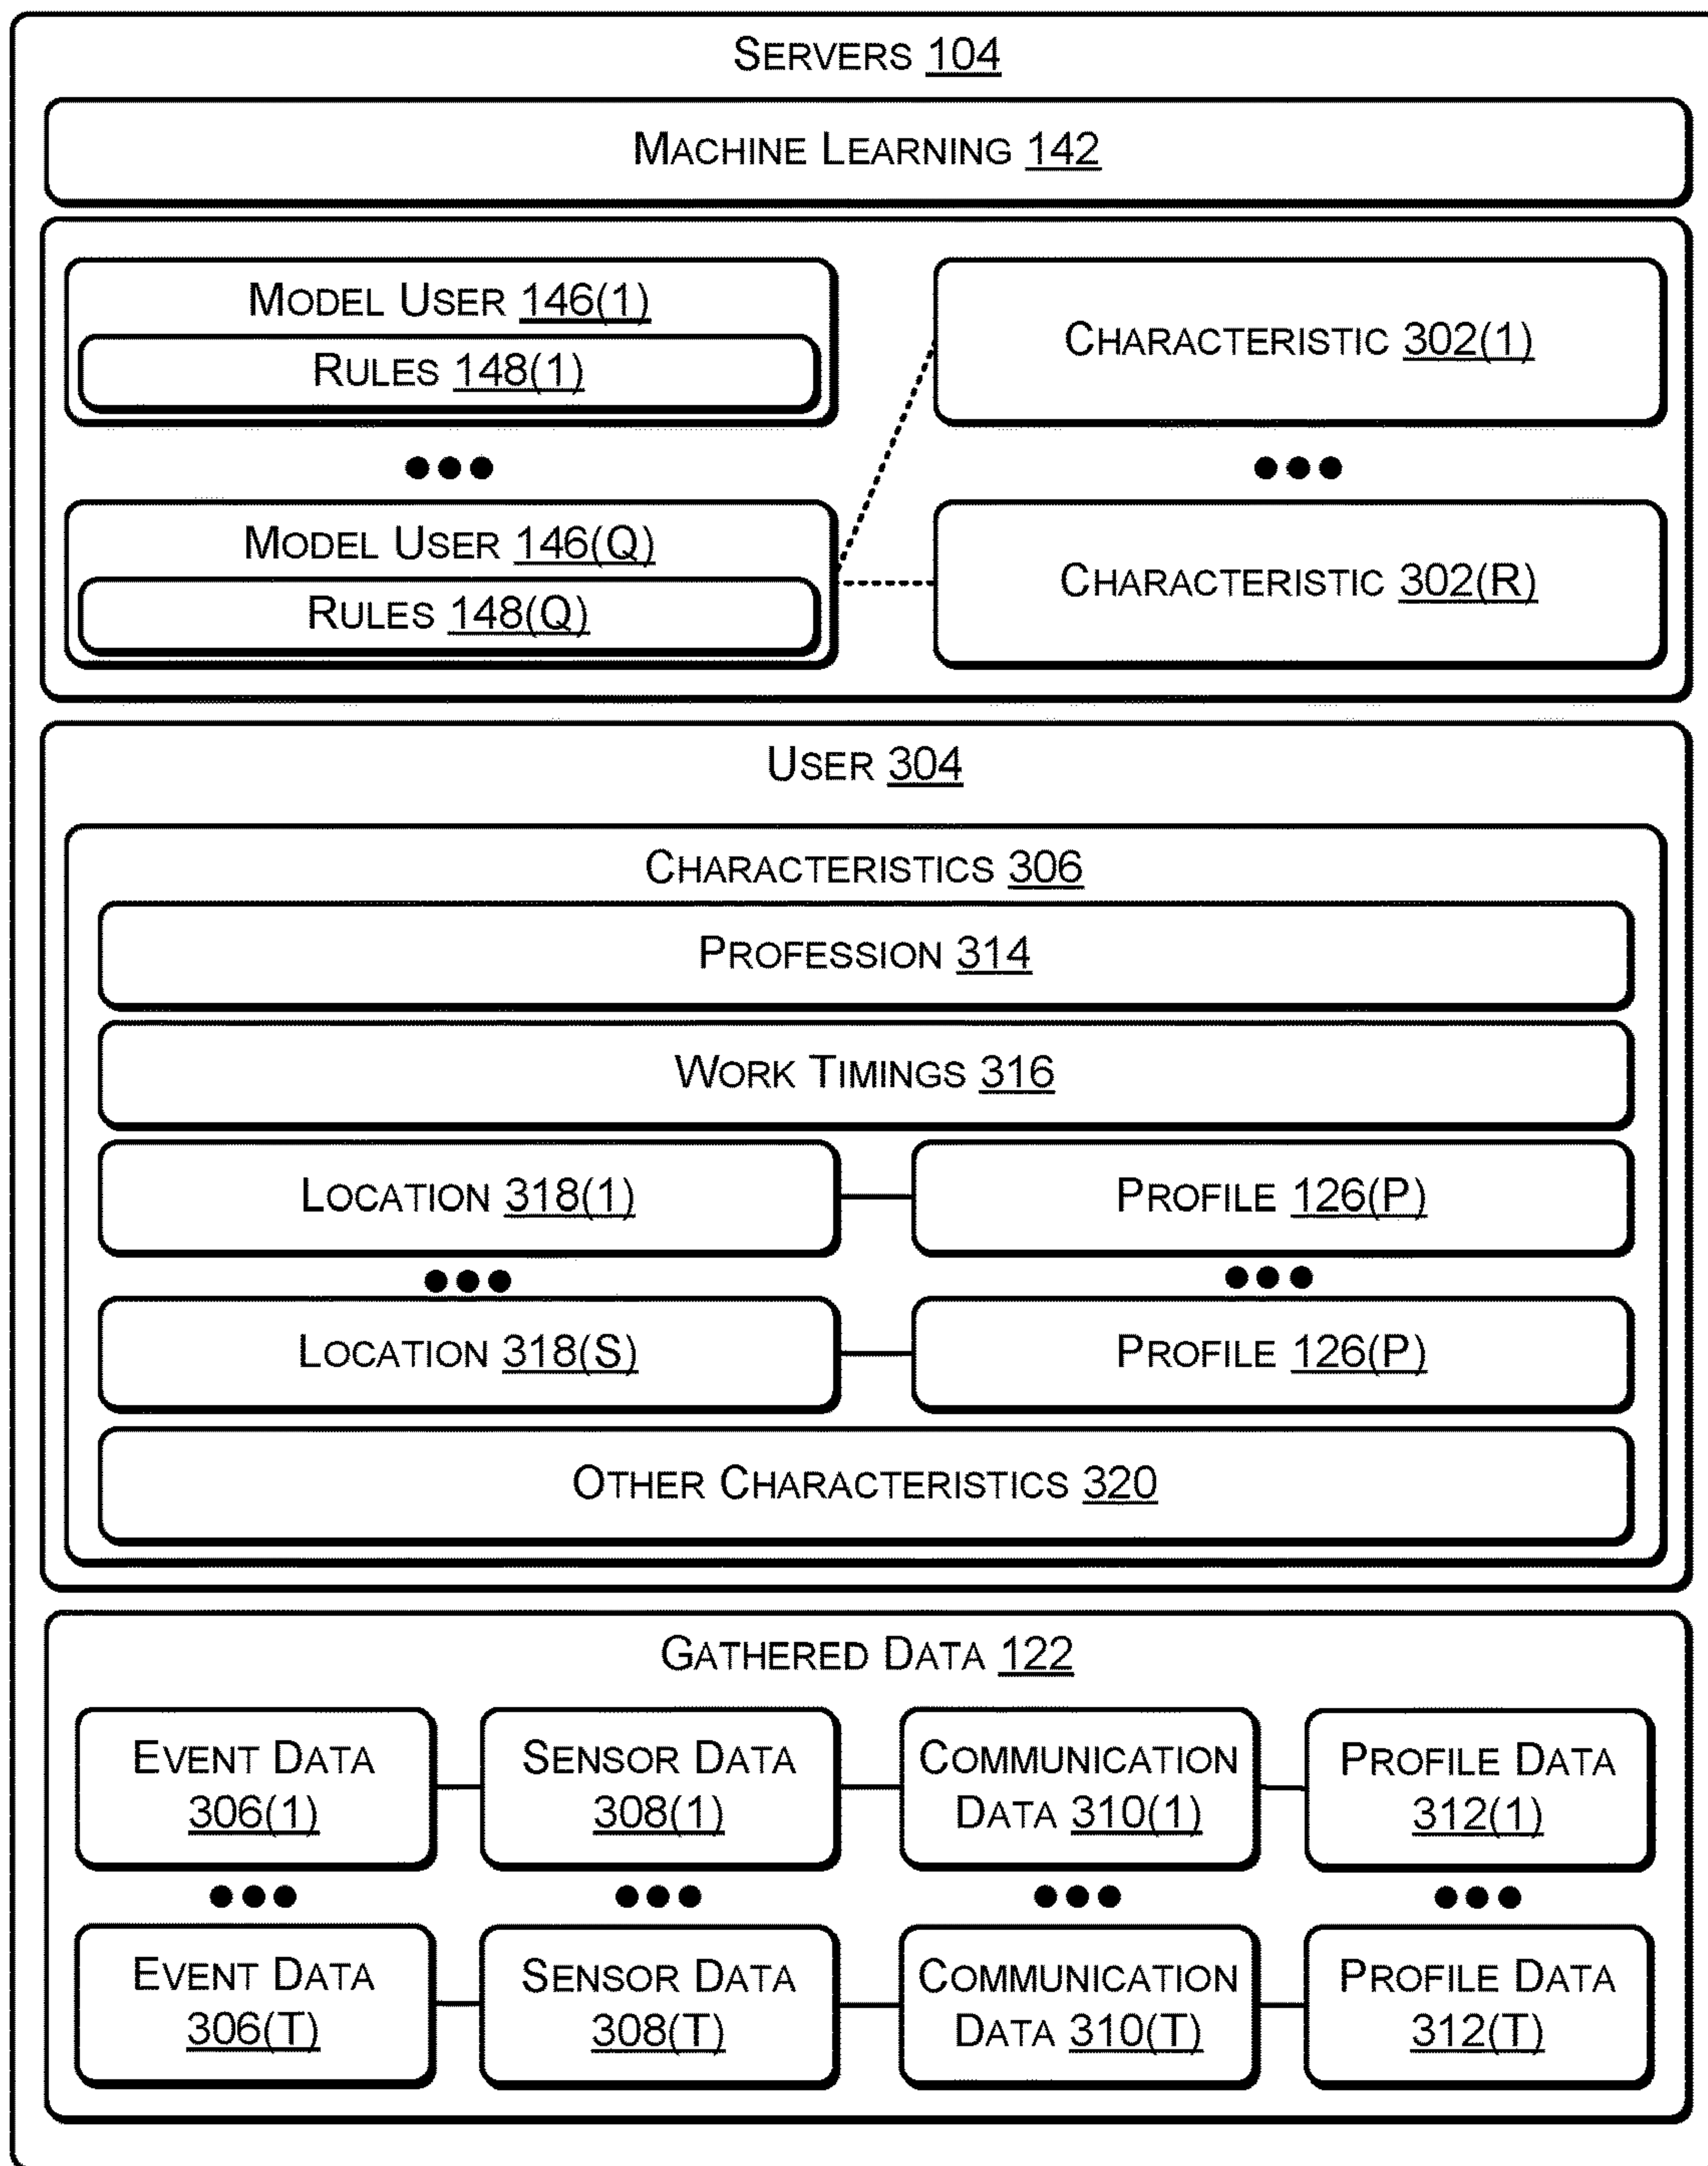 SERVERS 104
MACHINE LEARNING 142
MODEL USER 146(1)
RULES 148(1)
CHARACTERISTIC 302(1)
MODEL USER 146(Q)
RULES 148(Q)
CHARACTERISTIC 302(R)
USER 304
CHARACTERISTICS 306
PROFESSION 314
WORK TIMINGS 316
LOCATION 318(1)
PROFILE 126(P)
LOCATION 318(S)
PROFILE 126(P)
OTHER CHARACTERISTICS 320
GATHERED DATA 122
EVENT DATA
306(1)
SENSOR DATA
308(1)
COMMUNICATION
DATA 310(1)
PROFILE DATA
312(1)
EVENT DATA
306(T)
SENSOR DATA
308(T)
COMMUNICATION
DATA 310(T)
PROFILE DATA
312(T)